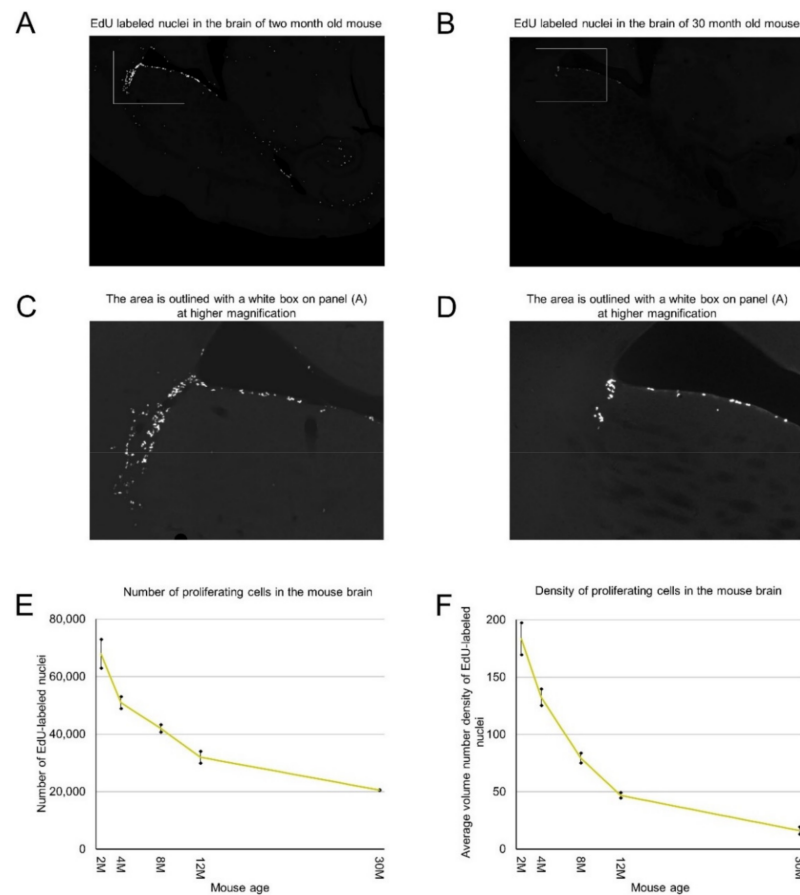 A
EdU labeled nuclei in the brain of two month old mouse
B
EdU labeled nuclei in the brain of 30 month old mouse
C
The area is outlined with a white box on panel (A)
at higher magnification
D
The area is outlined with a white box on panel (A)
at higher magnification
E
Number of proliferating cells in the mouse brain
Number of EdU-labeled nuclei
80,000
60,000
40,000
20,000
0
2M
4M
8M
12M
30M
Mouse age
F
Density of proliferating cells in the mouse brain
Average volume number density of EdU-labeled
nuclei
200
150
100
50
0
2M
4M
8M
12M
30M
Mouse age